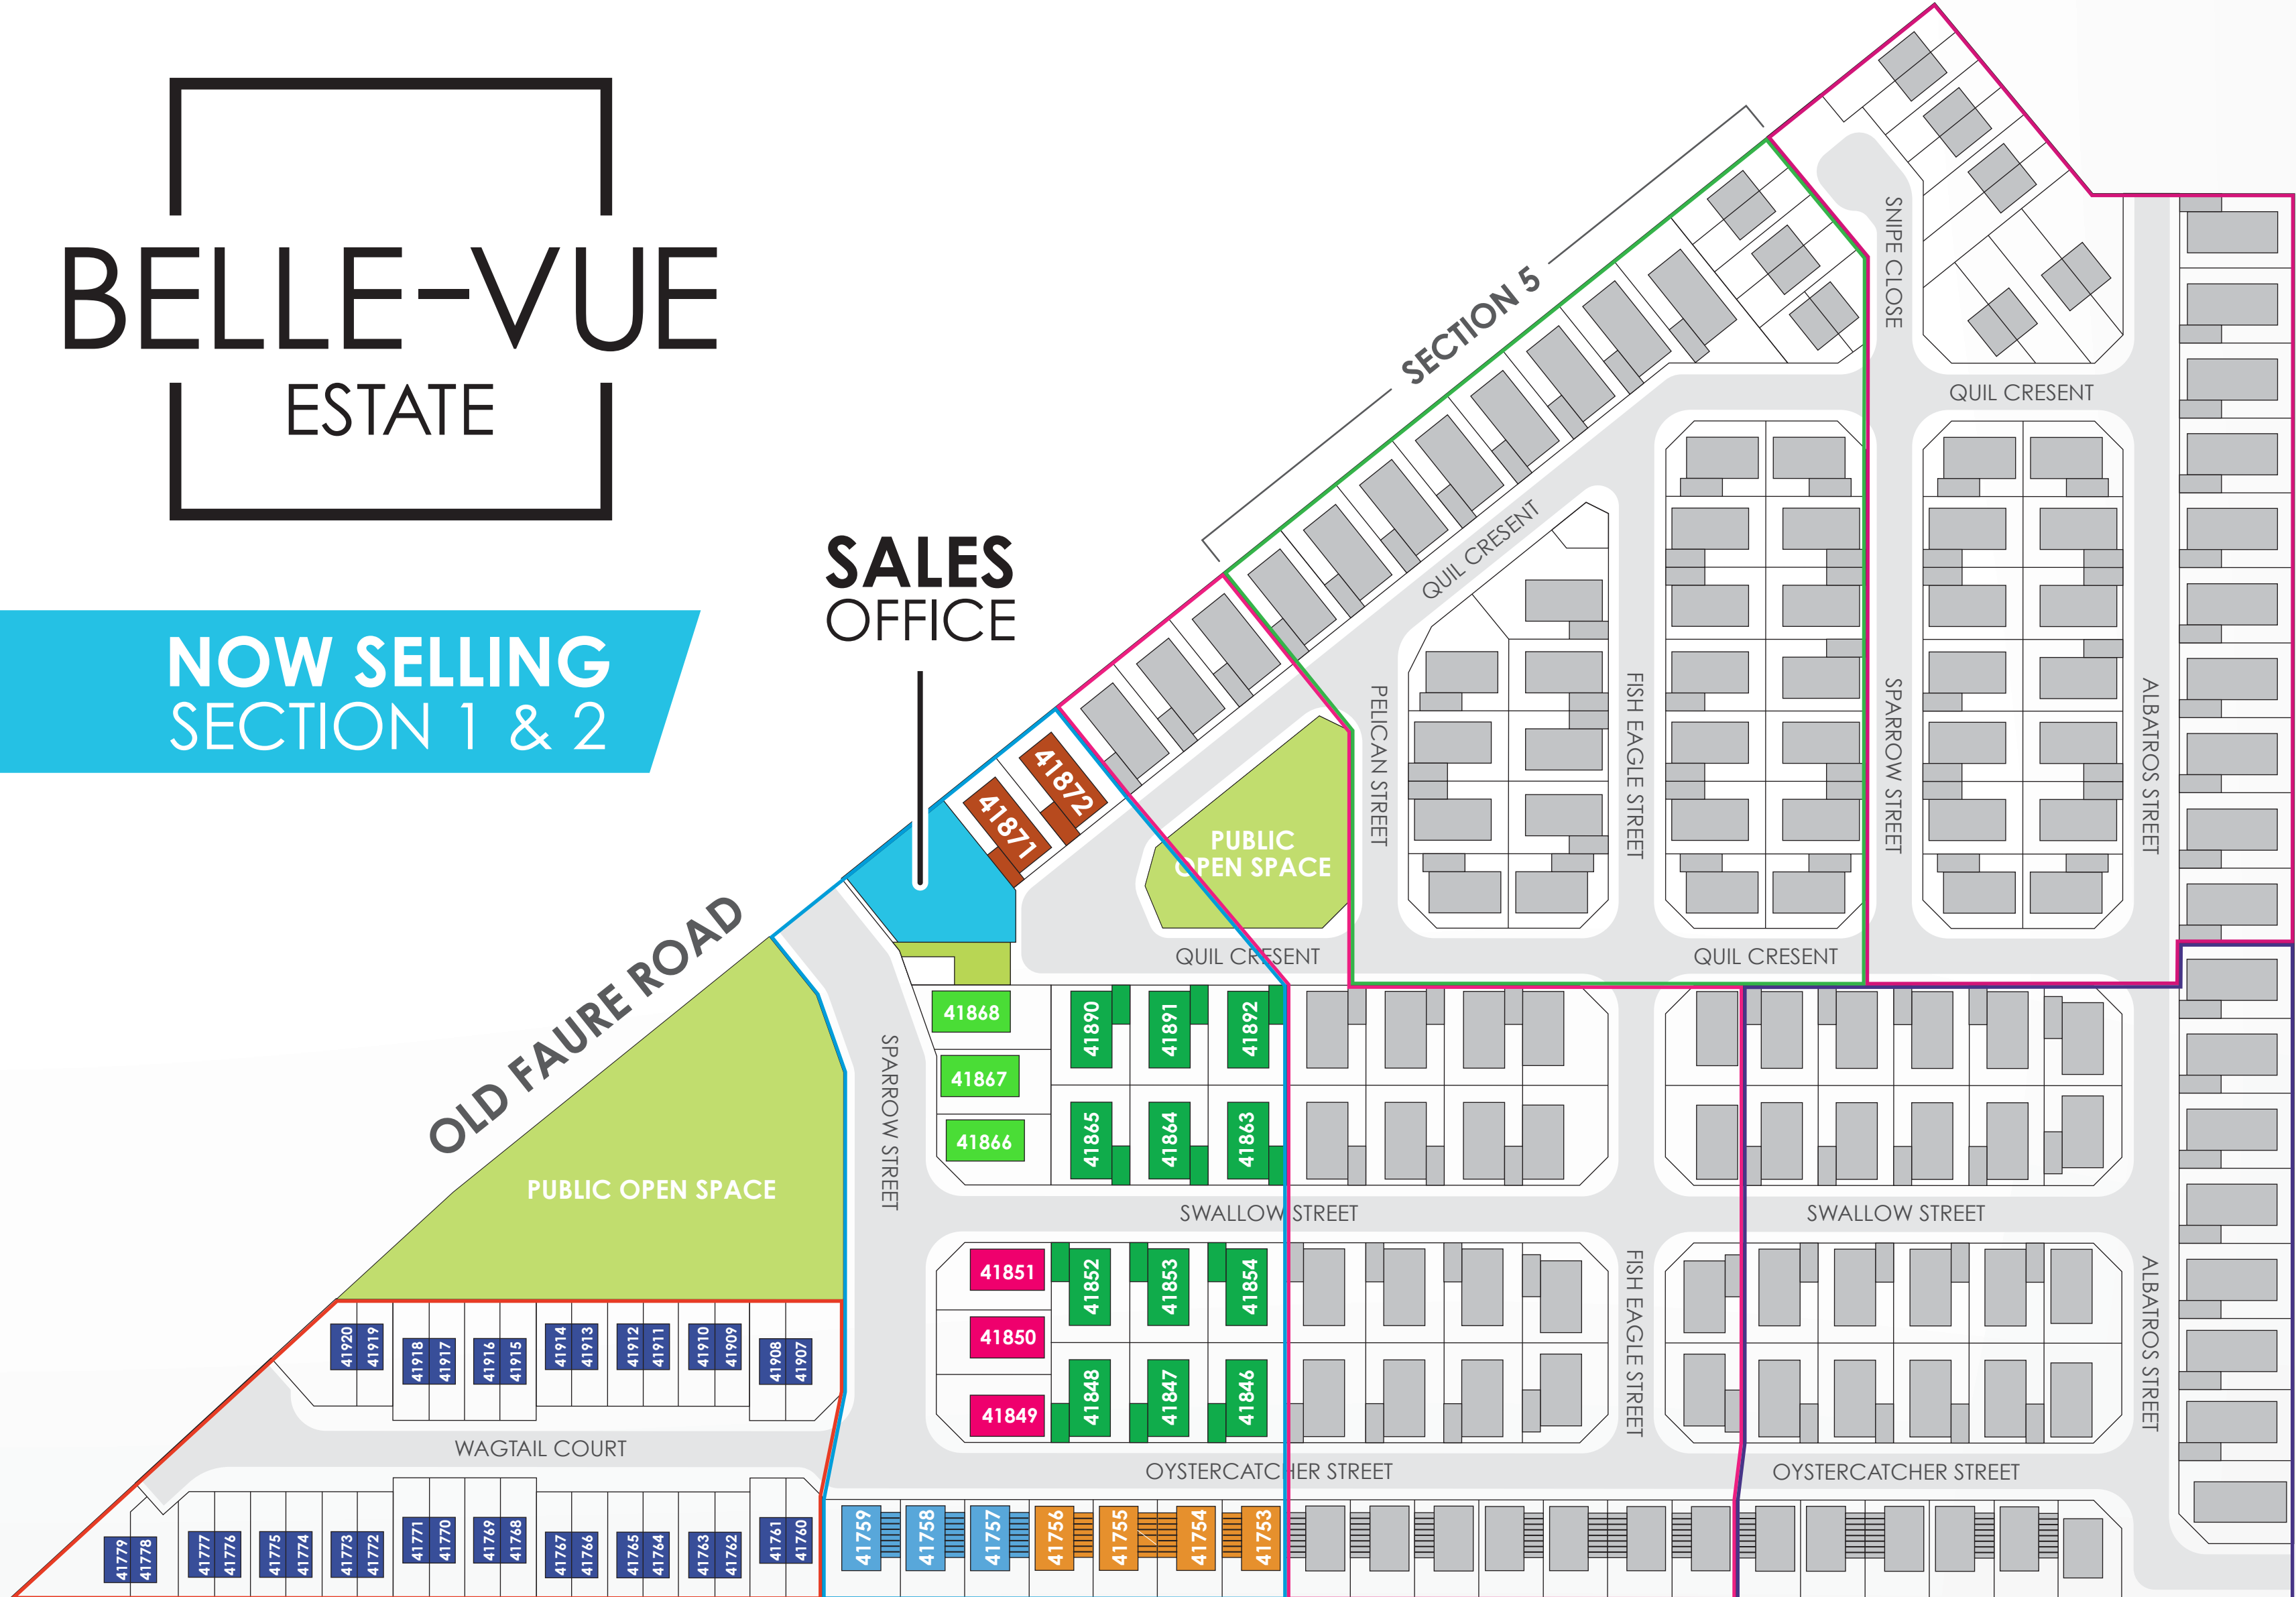 BELLE-VUE
ESTATE
NOW SELLING
SECTION 1 & 2
SALES
OFFICE
SECTION 5
SNIPE CLOSE
QUIL CRESENT
QUIL CRESENT
PELICAN STREET
FISH EAGLE STREET
SPARROW STREET
ALBATROS STREET
41872
41871
PUBLIC
OPEN SPACE
OLD FAURE ROAD
QUIL CRESENT
QUIL CRESENT
SPARROW STREET
41868
41890
41891
41892
41867
41866
41865
41864
41863
PUBLIC OPEN SPACE
SWALLOW STREET
SWALLOW STREET
41851
41852
41853
41854
41850
41849
41848
41847
41846
FISH EAGLE STREET
ALBATROS STREET
41920
41919
41918
41917
41916
41915
41914
41913
41912
41911
41910
41909
41908
41907
WAGTAIL COURT
OYSTERCATCHER STREET
OYSTERCATCHER STREET
41779
41778
41777
41776
41775
41774
41773
41772
41771
41770
41769
41768
41767
41766
41765
41764
41763
41762
41761
41760
41759
41758
41757
41756
41755
41754
41753